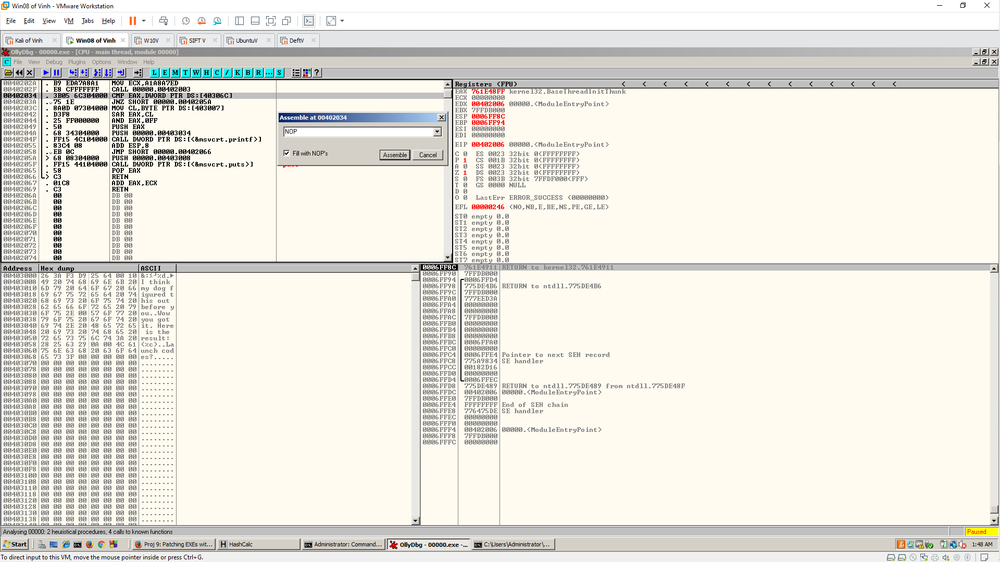 Win08 of Vinh - VMware Workstation
File Edit View VM Tabs Help
Kali of Vinh Win08 of Vinh W10V SIFT V UbuntuV DeftV
OllyDbg - 00000.exe - [CPU - main thread, module 00000]
C File View Debug Plugins Options Window Help
L E M T W H C / K B R ... S ?
0040202A . B9 EDA7A8A1 MOV ECX,A1A8A7ED
0040202F . E8 CFFFFFFF CALL 00000.00402003
00402034 . 3B05 6C304000 CMP EAX,DWORD PTR DS:[40306C]
0040203A . 75 1E JNZ SHORT 00000.0040205A
0040203C . 8A0D 07304000 MOV CL,BYTE PTR DS:[403007]
00402042 . D3F8 SAR EAX,CL
00402044 . 25 FF000000 AND EAX,0FF
00402049 . 50 PUSH EAX
0040204A . 68 34304000 PUSH 00000.00403034
0040204F . FF15 4C104000 CALL DWORD PTR DS:[<&msvcrt.printf>]
00402055 . 83C4 08 ADD ESP,8
00402058 . EB 0C JMP SHORT 00000.00402066
0040205A > 68 08304000 PUSH 00000.00403008
0040205F . FF15 44104000 CALL DWORD PTR DS:[<&msvcrt.puts>]
00402065 . 58 POP EAX
00402066 > C3 RETN
00402067 . 01C8 ADD EAX,ECX
00402069 . C3 RETN
0040206A 00 DB 00
0040206B 00 DB 00
0040206C 00 DB 00
0040206D 00 DB 00
0040206E 00 DB 00
0040206F 00 DB 00
00402070 00 DB 00
00402071 00 DB 00
00402072 00 DB 00
00402073 00 DB 00
00402074 00 DB 00
Assemble at 00402034
NOP
Fill with NOP's Assemble Cancel
Registers (FPU) < < < < < < < < < < < < < <
EAX 761E48FF kernel32.BaseThreadInitThunk
ECX 00000000
EDX 00402006 00000.<ModuleEntryPoint>
EBX 7FFDB000
ESP 0006FF8C
EBP 0006FF94
ESI 00000000
EDI 00000000
EIP 00402006 00000.<ModuleEntryPoint>
C 0 ES 0023 32bit 0(FFFFFFFF)
P 1 CS 001B 32bit 0(FFFFFFFF)
A 0 SS 0023 32bit 0(FFFFFFFF)
Z 1 DS 0023 32bit 0(FFFFFFFF)
S 0 FS 003B 32bit 7FFDF000(FFF)
T 0 GS 0000 NULL
D 0
O 0 LastErr ERROR_SUCCESS (00000000)
EFL 00000246 (NO,NB,E,BE,NS,PE,GE,LE)
ST0 empty 0.0
ST1 empty 0.0
ST2 empty 0.0
ST3 empty 0.0
ST4 empty 0.0
ST5 empty 0.0
ST6 empty 0.0
ST7 empty 0.0
Address Hex dump ASCII
00403000 26 3A F3 D9 25 64 00 10 &:≤┘%d.►
00403008 49 20 74 68 69 6E 6B 20 I think
00403010 6D 79 20 64 6F 67 20 66 my dog f
00403018 69 67 75 72 65 64 20 74 igured t
00403020 68 69 73 20 6F 75 74 20 his out
00403028 62 65 66 6F 72 65 20 79 before y
00403030 6F 75 2E 00 57 6F 77 20 ou..Wow
00403038 79 6F 75 20 67 6F 74 20 you got
00403040 69 74 2E 20 48 65 72 65 it. Here
00403048 20 69 73 20 74 68 65 20 is the
00403050 72 65 73 75 6C 74 3A 20 result:
00403058 28 25 63 29 0A 00 4C 61 (%c)..La
00403060 75 6E 63 68 20 63 6F 64 unch cod
00403068 65 73 3F 00 00 00 00 00 es?.....
00403070 00 00 00 00 00 00 00 00 ........
00403078 00 00 00 00 00 00 00 00 ........
00403080 00 00 00 00 00 00 00 00 ........
00403088 00 00 00 00 00 00 00 00 ........
00403090 00 00 00 00 00 00 00 00 ........
00403098 00 00 00 00 00 00 00 00 ........
004030A0 00 00 00 00 00 00 00 00 ........
004030A8 00 00 00 00 00 00 00 00 ........
004030B0 00 00 00 00 00 00 00 00 ........
004030B8 00 00 00 00 00 00 00 00 ........
004030C0 00 00 00 00 00 00 00 00 ........
004030C8 00 00 00 00 00 00 00 00 ........
004030D0 00 00 00 00 00 00 00 00 ........
004030D8 00 00 00 00 00 00 00 00 ........
004030E0 00 00 00 00 00 00 00 00 ........
004030E8 00 00 00 00 00 00 00 00 ........
004030F0 00 00 00 00 00 00 00 00 ........
004030F8 00 00 00 00 00 00 00 00 ........
00403100 00 00 00 00 00 00 00 00 ........
00403108 00 00 00 00 00 00 00 00 ........
00403110 00 00 00 00 00 00 00 00 ........
00403118 00 00 00 00 00 00 00 00 ........
00403120 00 00 00 00 00 00 00 00 ........
00403128 00 00 00 00 00 00 00 00 ........
00403130 00 00 00 00 00 00 00 00 ........
00403138 00 00 00 00 00 00 00 00 ........
0006FF8C 761E4911 RETURN to kernel32.761E4911
0006FF90 7FFDB000
0006FF94 0006FFD4
0006FF98 775DE4B6 RETURN to ntdll.775DE4B6
0006FF9C 7FFDB000
0006FFA0 777EED3A
0006FFA4 00000000
0006FFA8 00000000
0006FFAC 7FFDB000
0006FFB0 00000000
0006FFB4 00000000
0006FFB8 00000000
0006FFBC 0006FFA0
0006FFC0 00000000
0006FFC4 0006FFE4 Pointer to next SEH record
0006FFC8 775A9834 SE handler
0006FFCC 00182D16
0006FFD0 00000000
0006FFD4 0006FFEC
0006FFD8 775DE489 RETURN to ntdll.775DE489 from ntdll.775DE48F
0006FFDC 00402006 00000.<ModuleEntryPoint>
0006FFE0 7FFDB000
0006FFE4 FFFFFFFF End of SEH chain
0006FFE8 776475DE SE handler
0006FFEC 00000000
0006FFF0 00000000
0006FFF4 00402006 00000.<ModuleEntryPoint>
0006FFF8 7FFDB000
0006FFFC 00000000
Analysing 00000: 2 heuristical procedures, 4 calls to known functions Paused
Start Proj 9: Patching EXEs wit... HashCalc Administrator: Command... OllyDbg - 00000.exe -... C:\Users\Administrator\... 1:48 AM
To direct input to this VM, move the mouse pointer inside or press Ctrl+G.